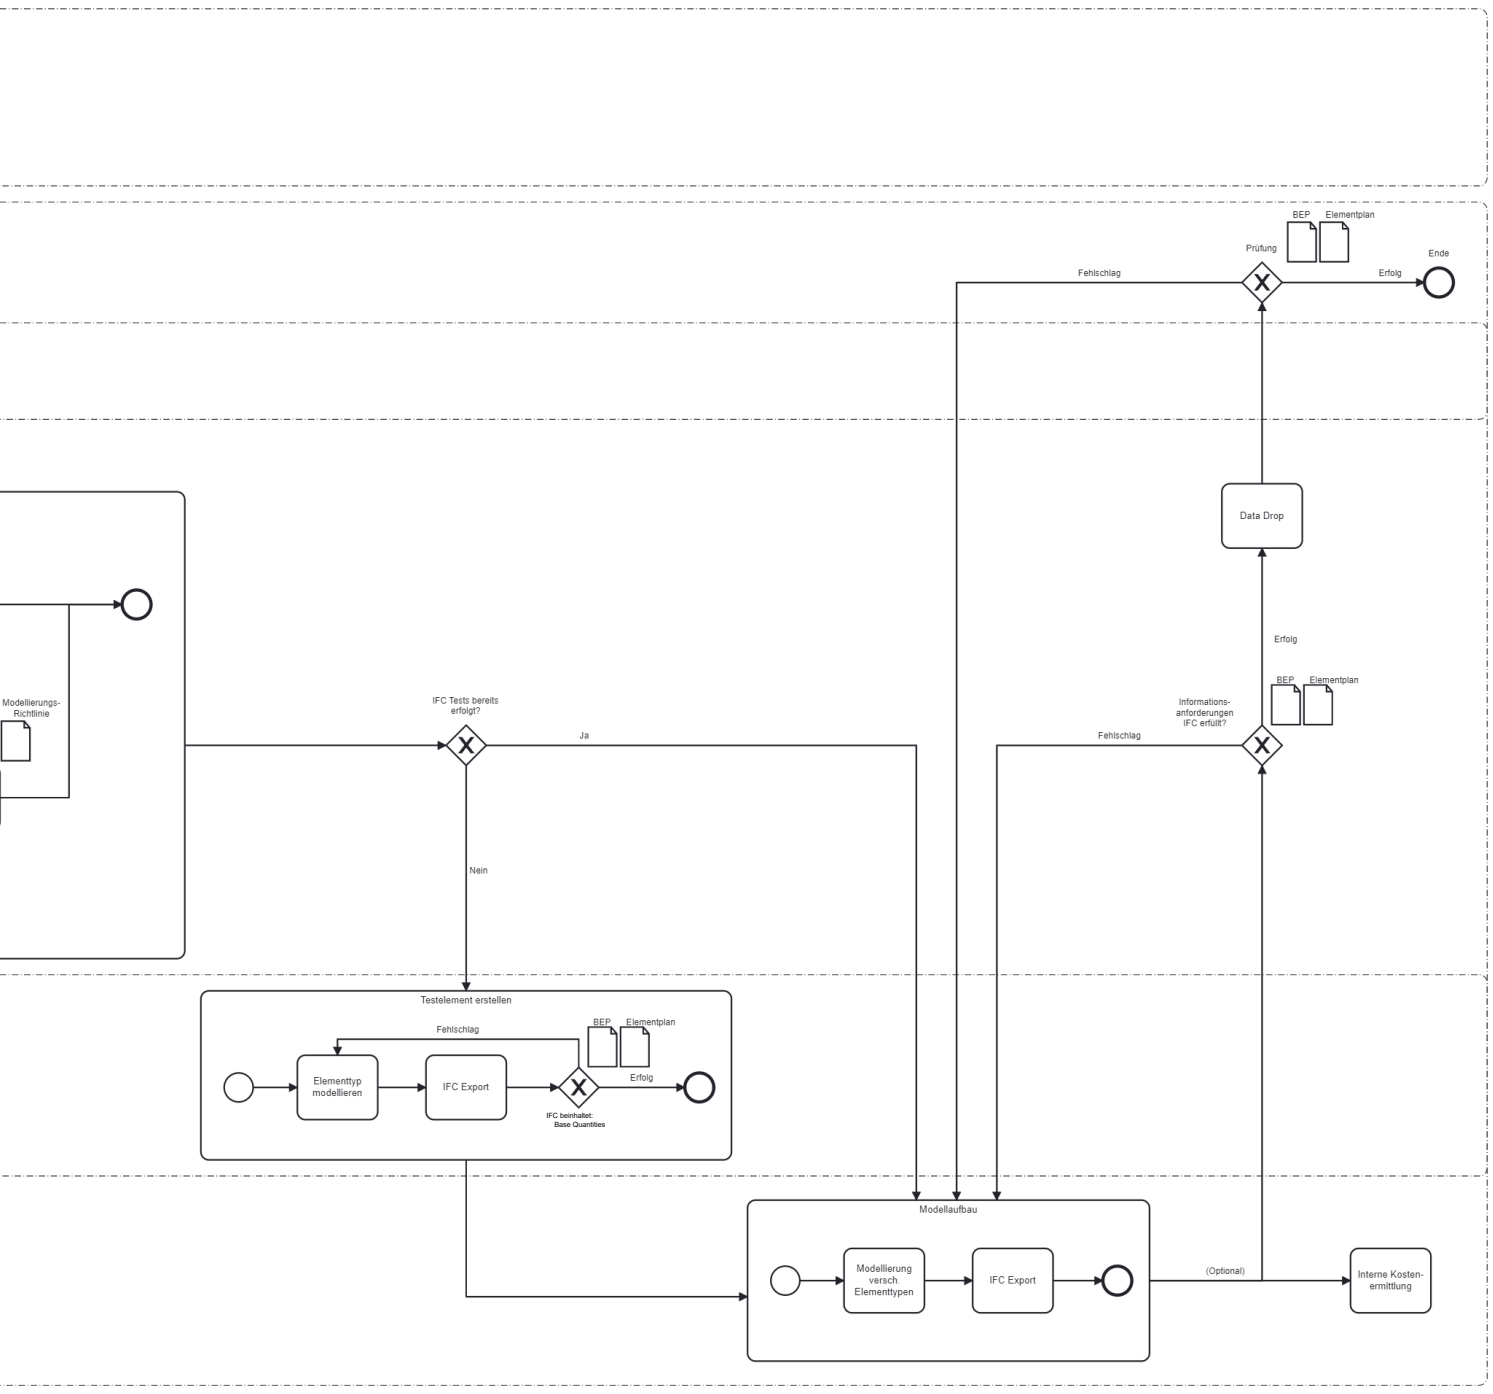 BEP
Elementplan
Prüfung
Ende
Fehlschlag
Erfolg
Data Drop
Erfolg
BEP
Elementplan
Modellierungs-
Richtlinie
IFC Tests bereits
erfolgt?
Informations-
anforderungen
IFC erfüllt?
Ja
Fehlschlag
Nein
Testelement erstellen
BEP
Elementplan
Fehlschlag
Elementtyp
modellieren
IFC Export
Erfolg
IFC beinhaltet:
Base Quantities
Modellaufbau
Modellierung
versch.
Elementtypen
IFC Export
(Optional)
Interne Kosten-
ermittlung